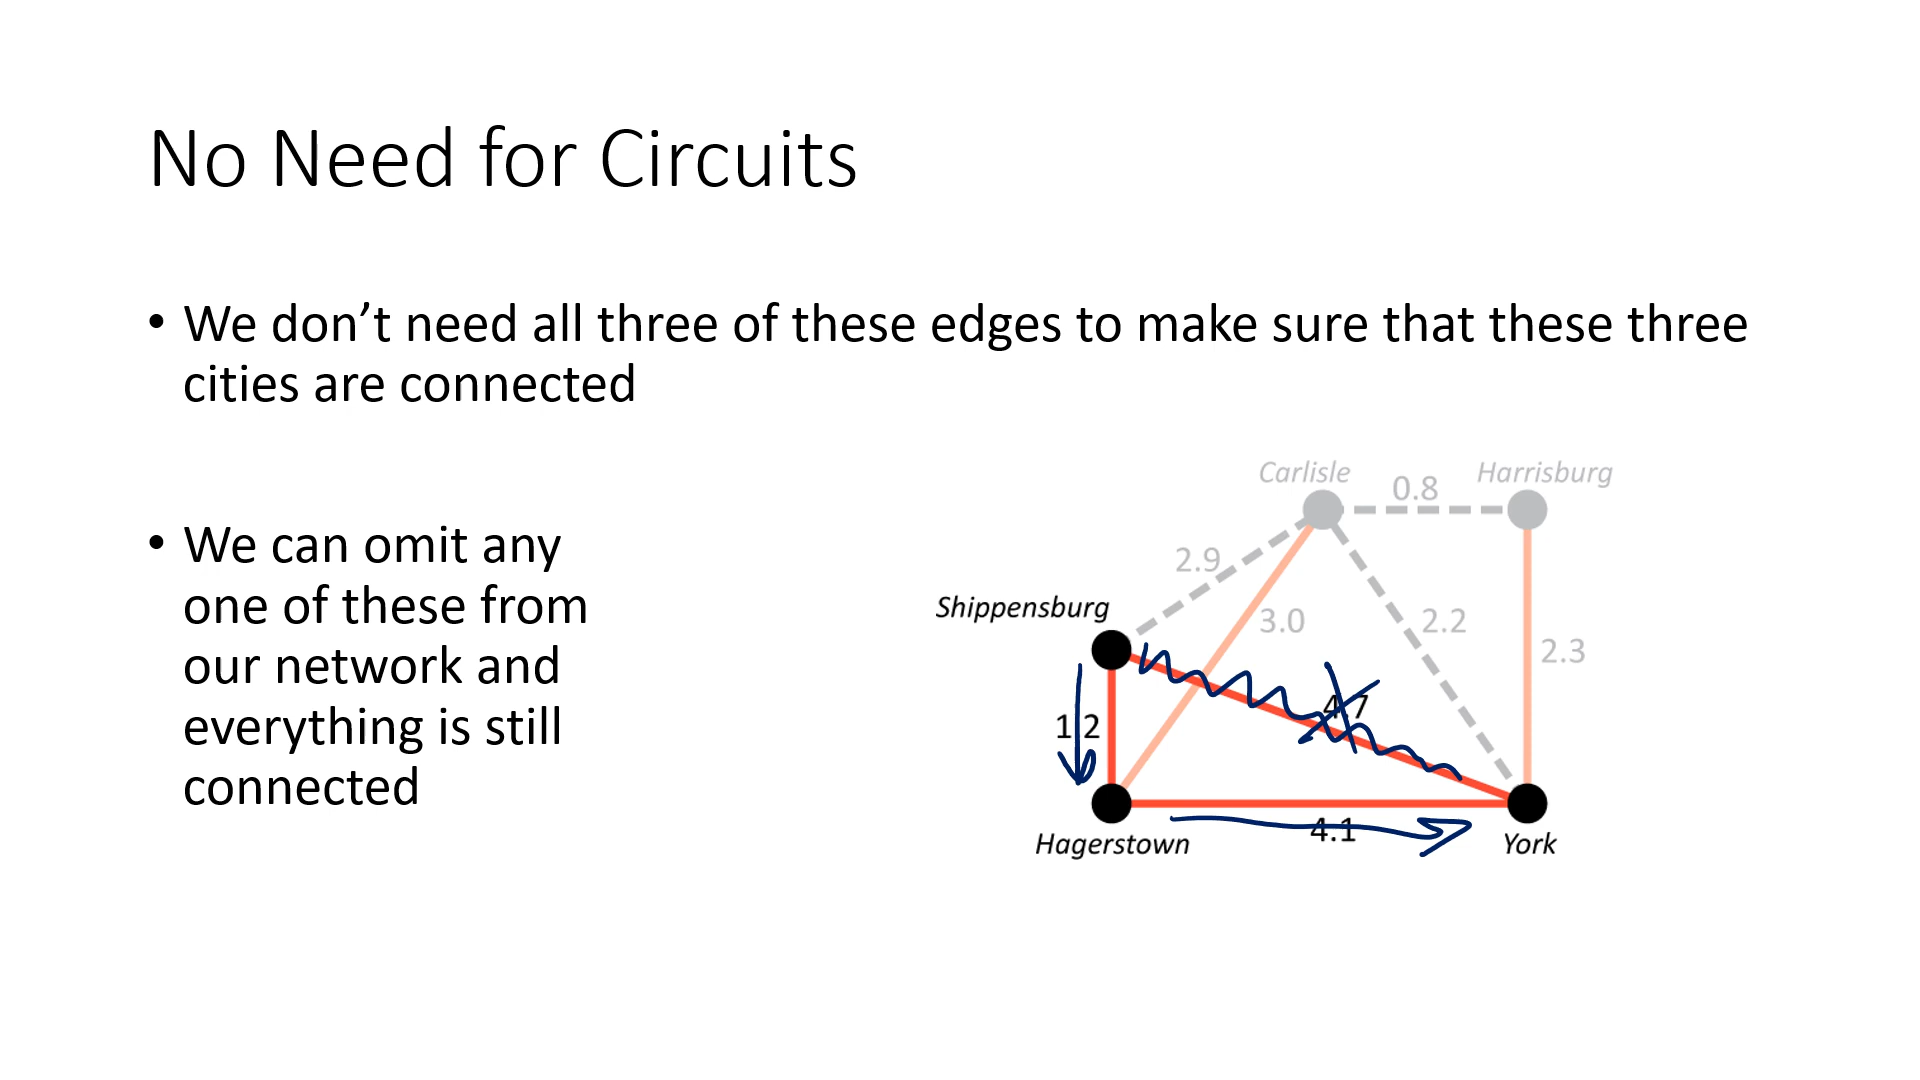 No Need for Circuits
• We don't need all three of these edges to make sure that these three
cities are connected
• We can omit any
one of these from
our network and
everything is still
connected
Carlisle
Harrisburg
0.8
2.9
Shippensburg
3.0
2.2
2.3
4.7
1.2
4.1
Hagerstown
York